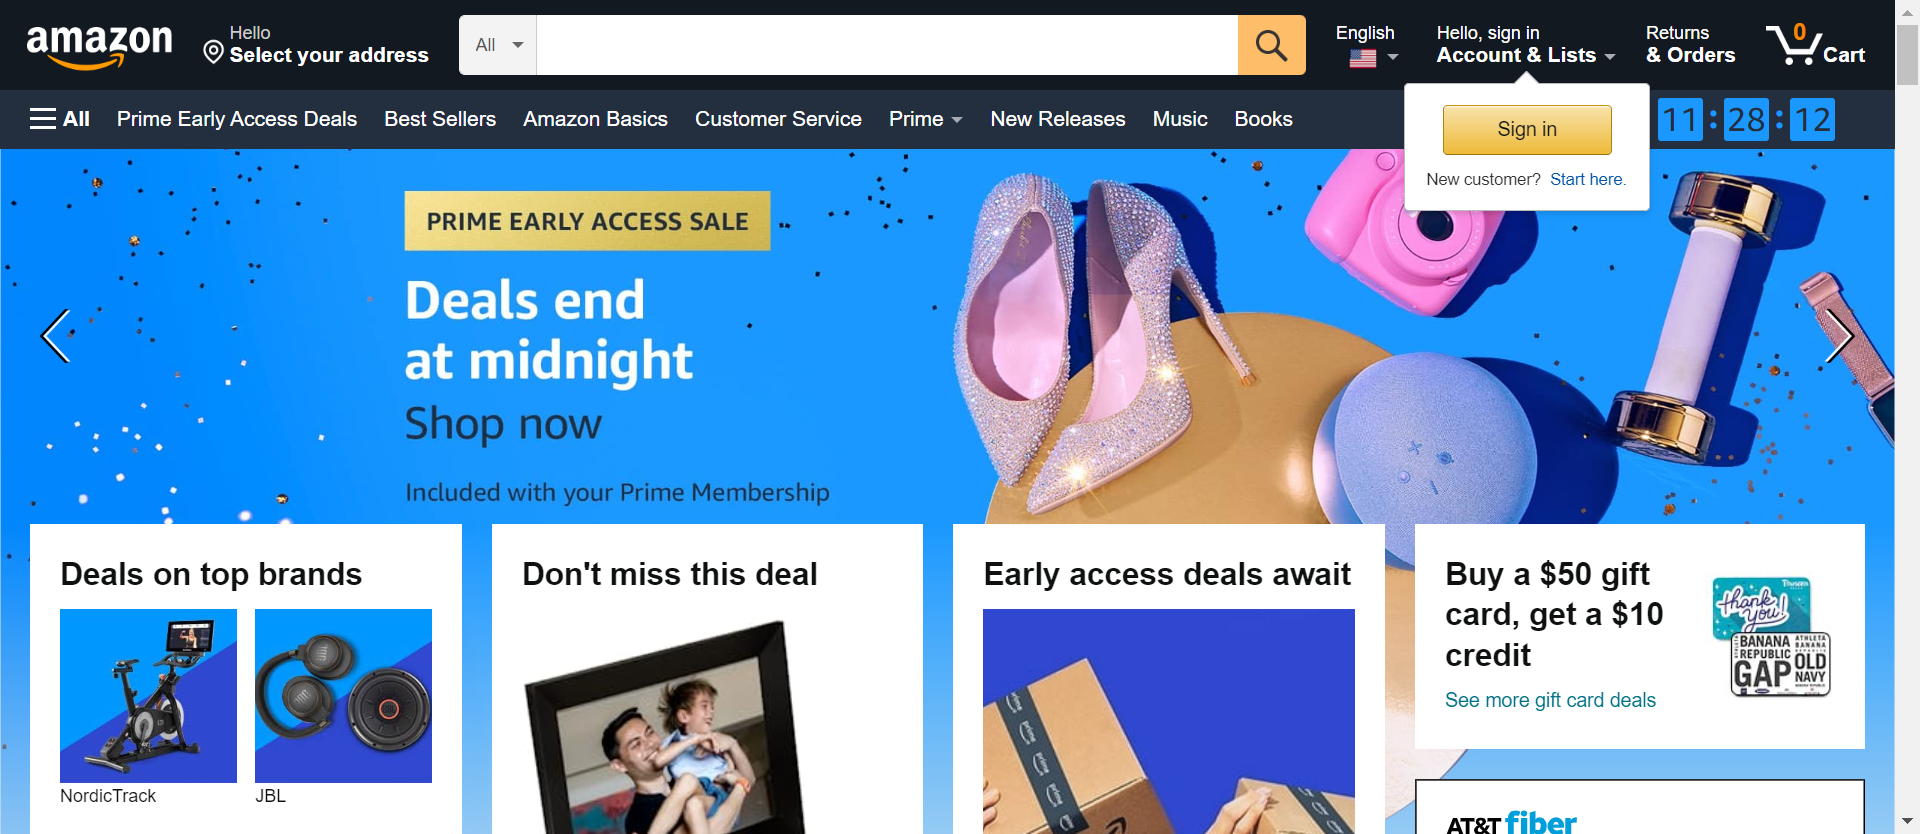 amazon
Hello
Select your address
All
English
Hello, sign in
Account & Lists
Returns
& Orders
0
Cart
All
Prime Early Access Deals
Best Sellers
Amazon Basics
Customer Service
Prime
New Releases
Music
Books
11 : 28 : 12
Sign in
New customer? Start here.
PRIME EARLY ACCESS SALE
Deals end
at midnight
Shop now
Included with your Prime Membership
Deals on top brands
NordicTrack
JBL
Don't miss this deal
Early access deals await
prime
prime
prime
Buy a $50 gift
card, get a $10
credit
See more gift card deals
thank
you!
BANANA
REPUBLIC
GAP
ATHLETA
OLD
NAVY
AT&T fiber